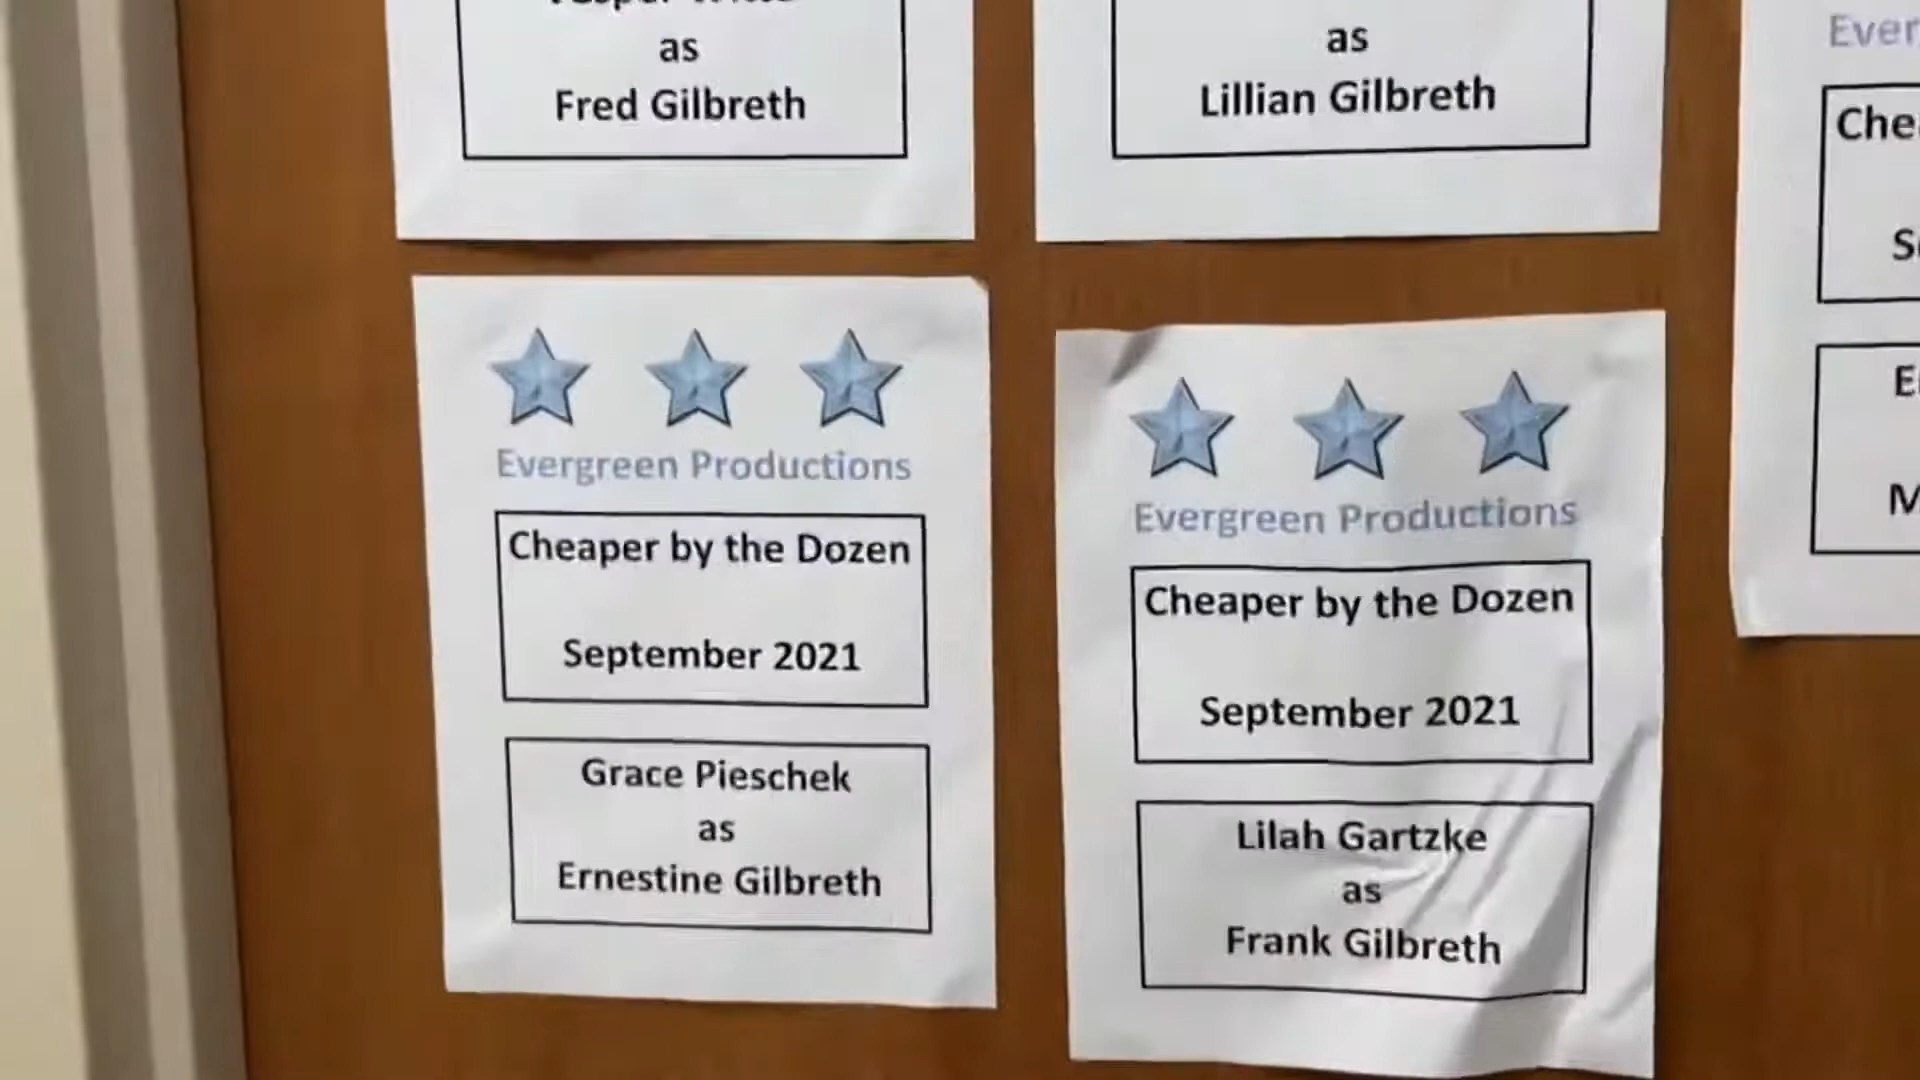 as
Fred Gilbreth
as
Lillian Gilbreth
Evergreen Productions
Cheaper by the Dozen
September 2021
Grace Pieschek
as
Ernestine Gilbreth
Evergreen Productions
Cheaper by the Dozen
September 2021
Lilah Gartzke
as
Frank Gilbreth